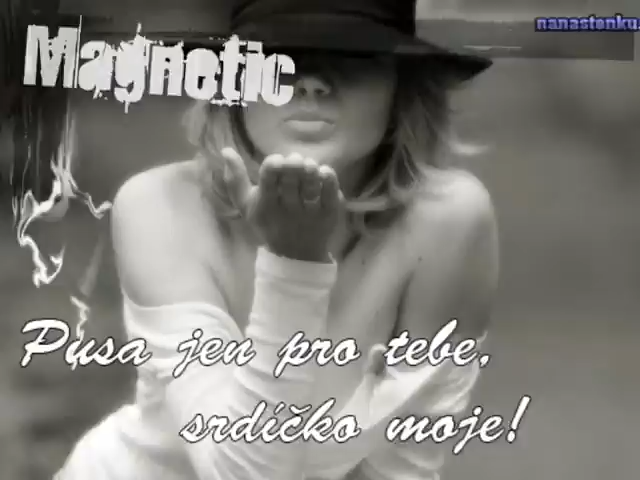 Magnetic
nanastenku.
Pusa jen pro tebe,
srdíčko moje!